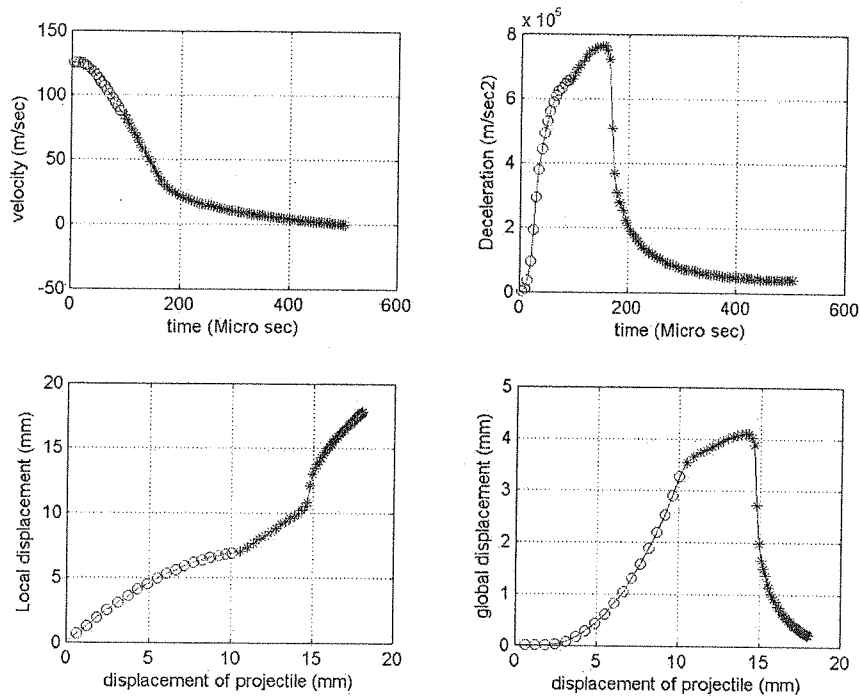 150
100
50
0
-50
velocity (m/sec)
0 200 400 600
time (Micro sec)
x 10⁵
8
6
4
2
0
Deceleration (m/sec2)
0 200 400 600
time (Micro sec)
20
15
10
5
0
Local displacement (mm)
0 5 10 15 20
displacement of projectile (mm)
5
4
3
2
1
0
global displacement (mm)
0 5 10 15 20
displacement of projectile (mm)